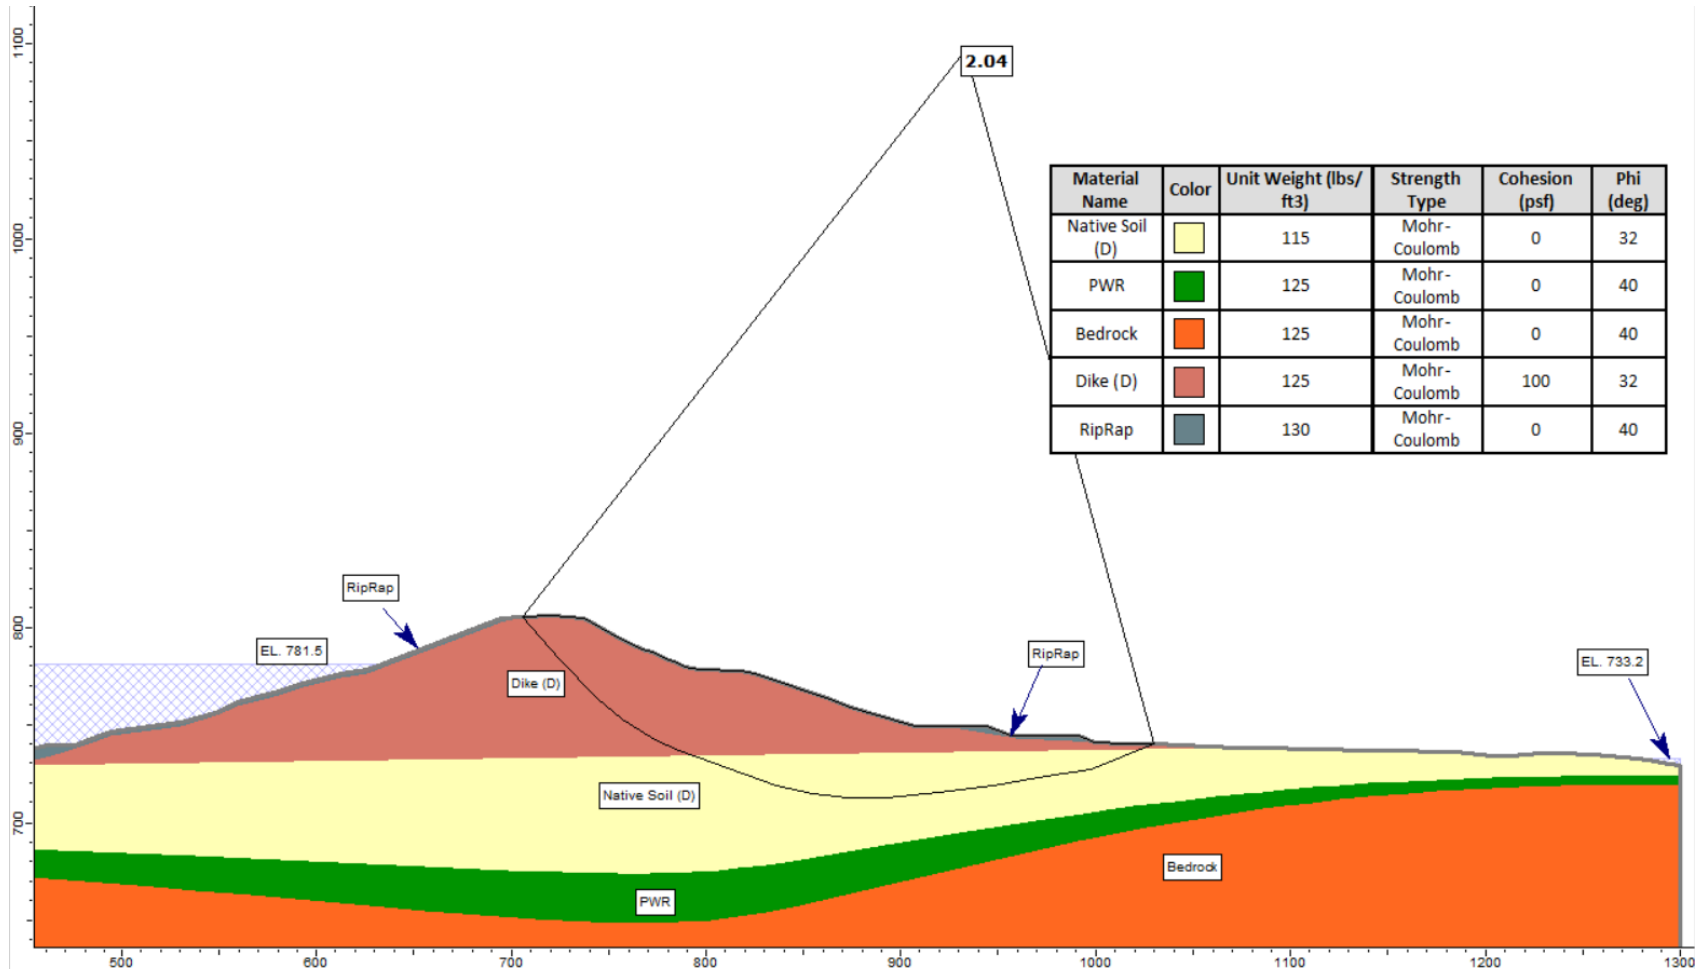 1100
2.04
Material Name Color Unit Weight (lbs/ft3) Strength Type Cohesion (psf) Phi (deg)
Native Soil (D) 115 Mohr-Coulomb 0 32
PWR 125 Mohr-Coulomb 0 40
Bedrock 125 Mohr-Coulomb 0 40
Dike (D) 125 Mohr-Coulomb 100 32
RipRap 130 Mohr-Coulomb 0 40
1000
900
800
700
RipRap
EL. 781.5
RipRap
EL. 733.2
Dike (D)
Native Soil (D)
Bedrock
PWR
500 600 700 800 900 1000 1100 1200 1300